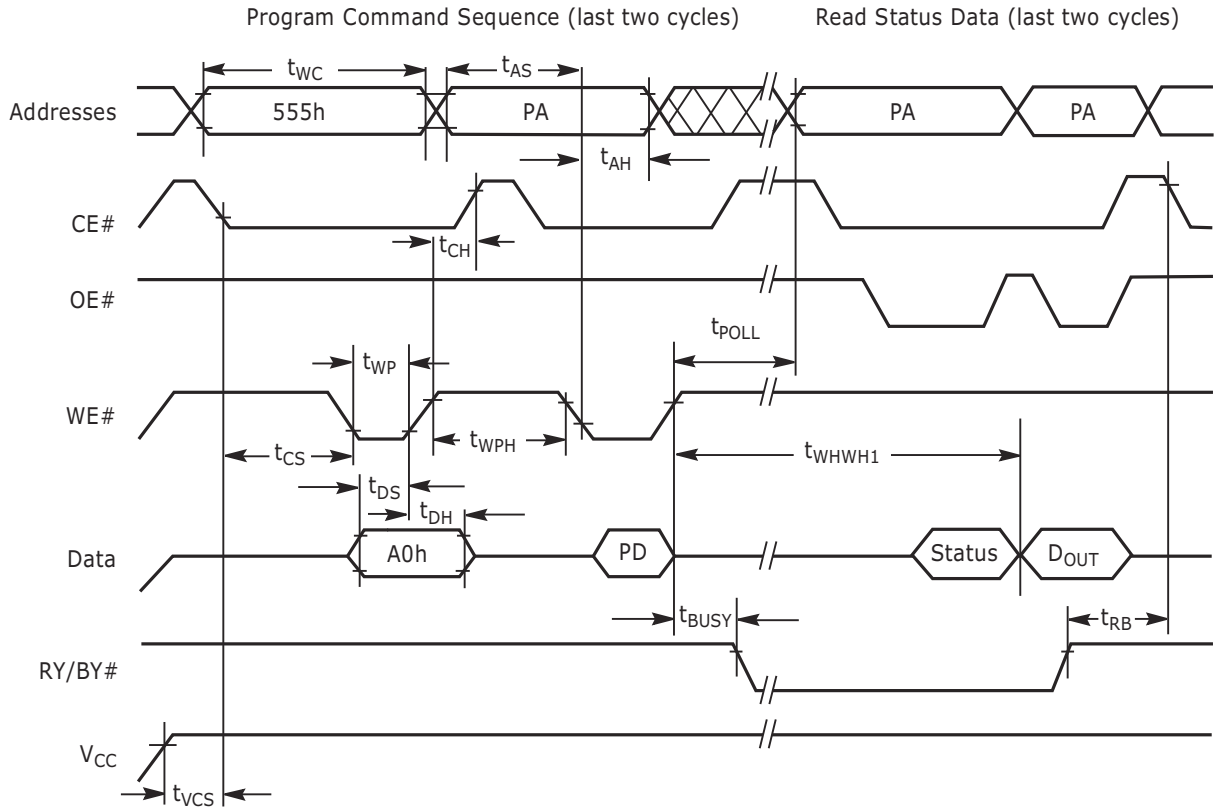 Program Command Sequence (last two cycles) Read Status Data (last two cycles)
tWC tAS
Addresses 555h PA PA PA
tAH
CE#
tCH
OE#
tPOLL
tWP
WE#
tWPH tWHWH1
tCS
tDS
tDH
Data A0h PD Status DOUT
tBUSY tRB
RY/BY#
VCC
tVCS